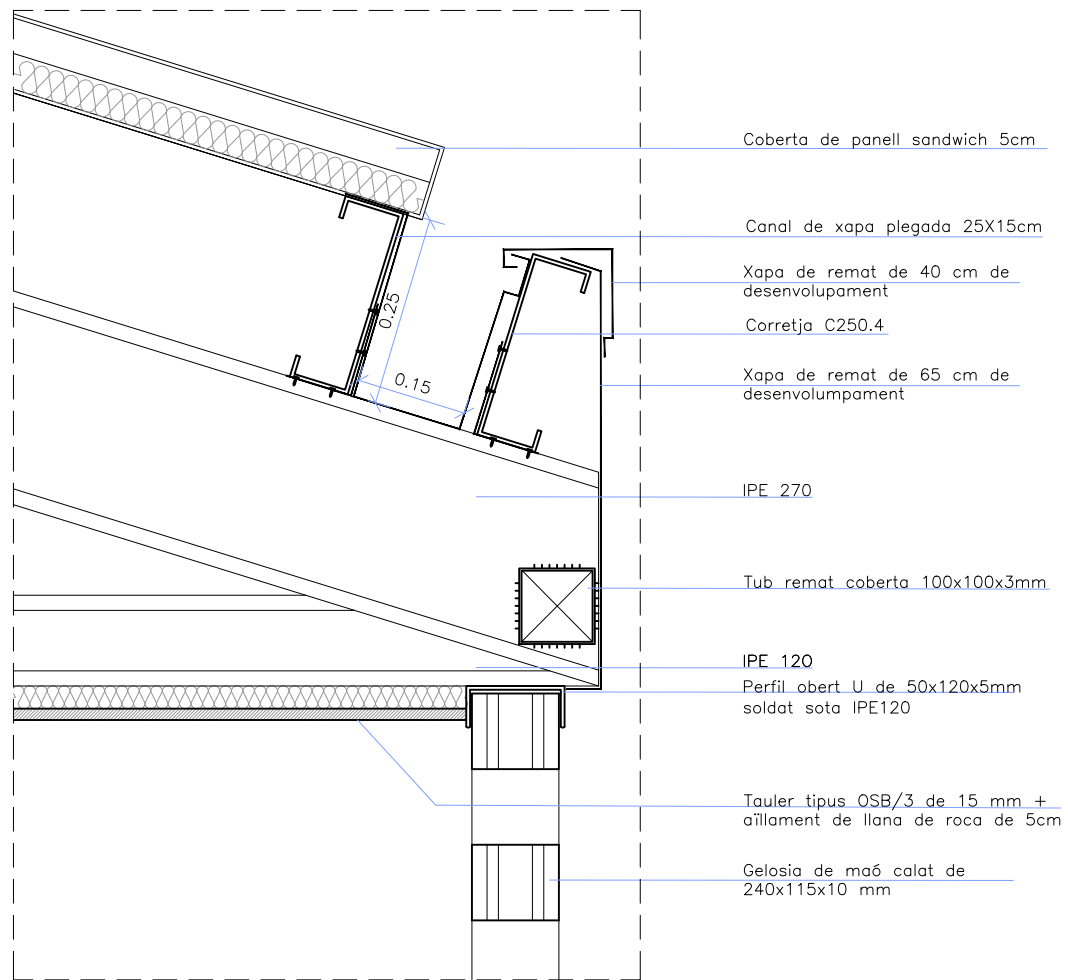 Coberta de panell sandwich 5cm
Canal de xapa plegada 25X15cm
Xapa de remat de 40 cm de
desenvolupament
0.25
Corretja C250.4
0.15
Xapa de remat de 65 cm de
desenvolumpament
IPE 270
Tub remat coberta 100x100x3mm
IPE 120
Perfil obert U de 50x120x5mm
soldat sota IPE120
Tauler tipus OSB/3 de 15 mm +
aïllament de llana de roca de 5cm
Gelosia de maó calat de
240x115x10 mm